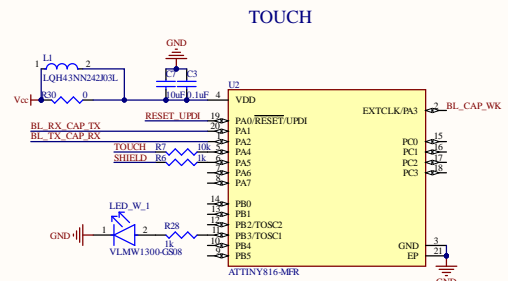 TOUCH
GND
L1
1 2
LQH43NN242J03L
C7 C3
10uF 0.1uF
Vcc
R30 0
U2
4 VDD
EXTCLK/PA3 2 BL_CAP_WK
RESET_UPDI 19 PA0/RESET/UPDI
BL_RX_CAP_TX 20 PA1
BL_TX_CAP_RX 1 PA2
PC0 15
TOUCH R7 10k 5 PA4
PC1 16
SHIELD R6 1k 6 PA5
PC2 17
7 PA6
PC3 18
8 PA7
14 PB0
LED_W_1
13 PB1
12 PB2/TOSC2
R28
GND 1 2 11 PB3/TOSC1
1k
10 PB4
GND 3
VLMW1300-GS08
9 PB5
EP 21
ATTINY816-MFR
GND